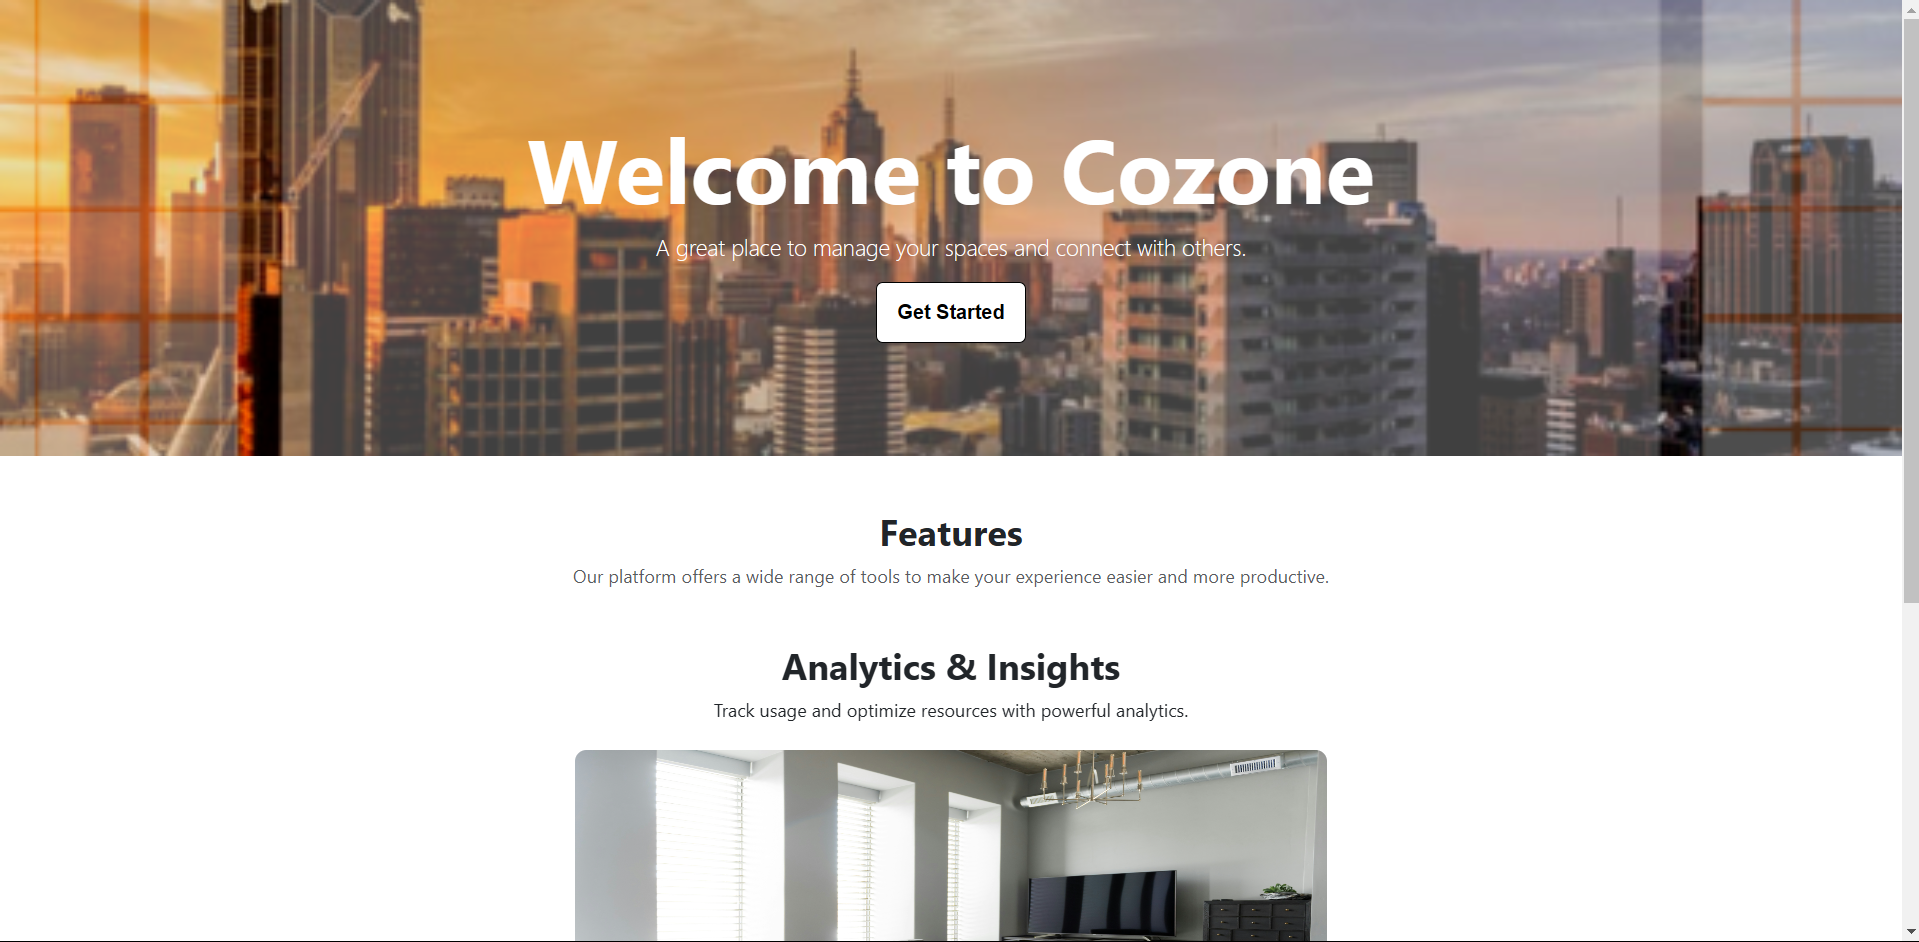 Welcome to Cozone
A great place to manage your spaces and connect with others.
Get Started
Features
Our platform offers a wide range of tools to make your experience easier and more productive.
Analytics & Insights
Track usage and optimize resources with powerful analytics.